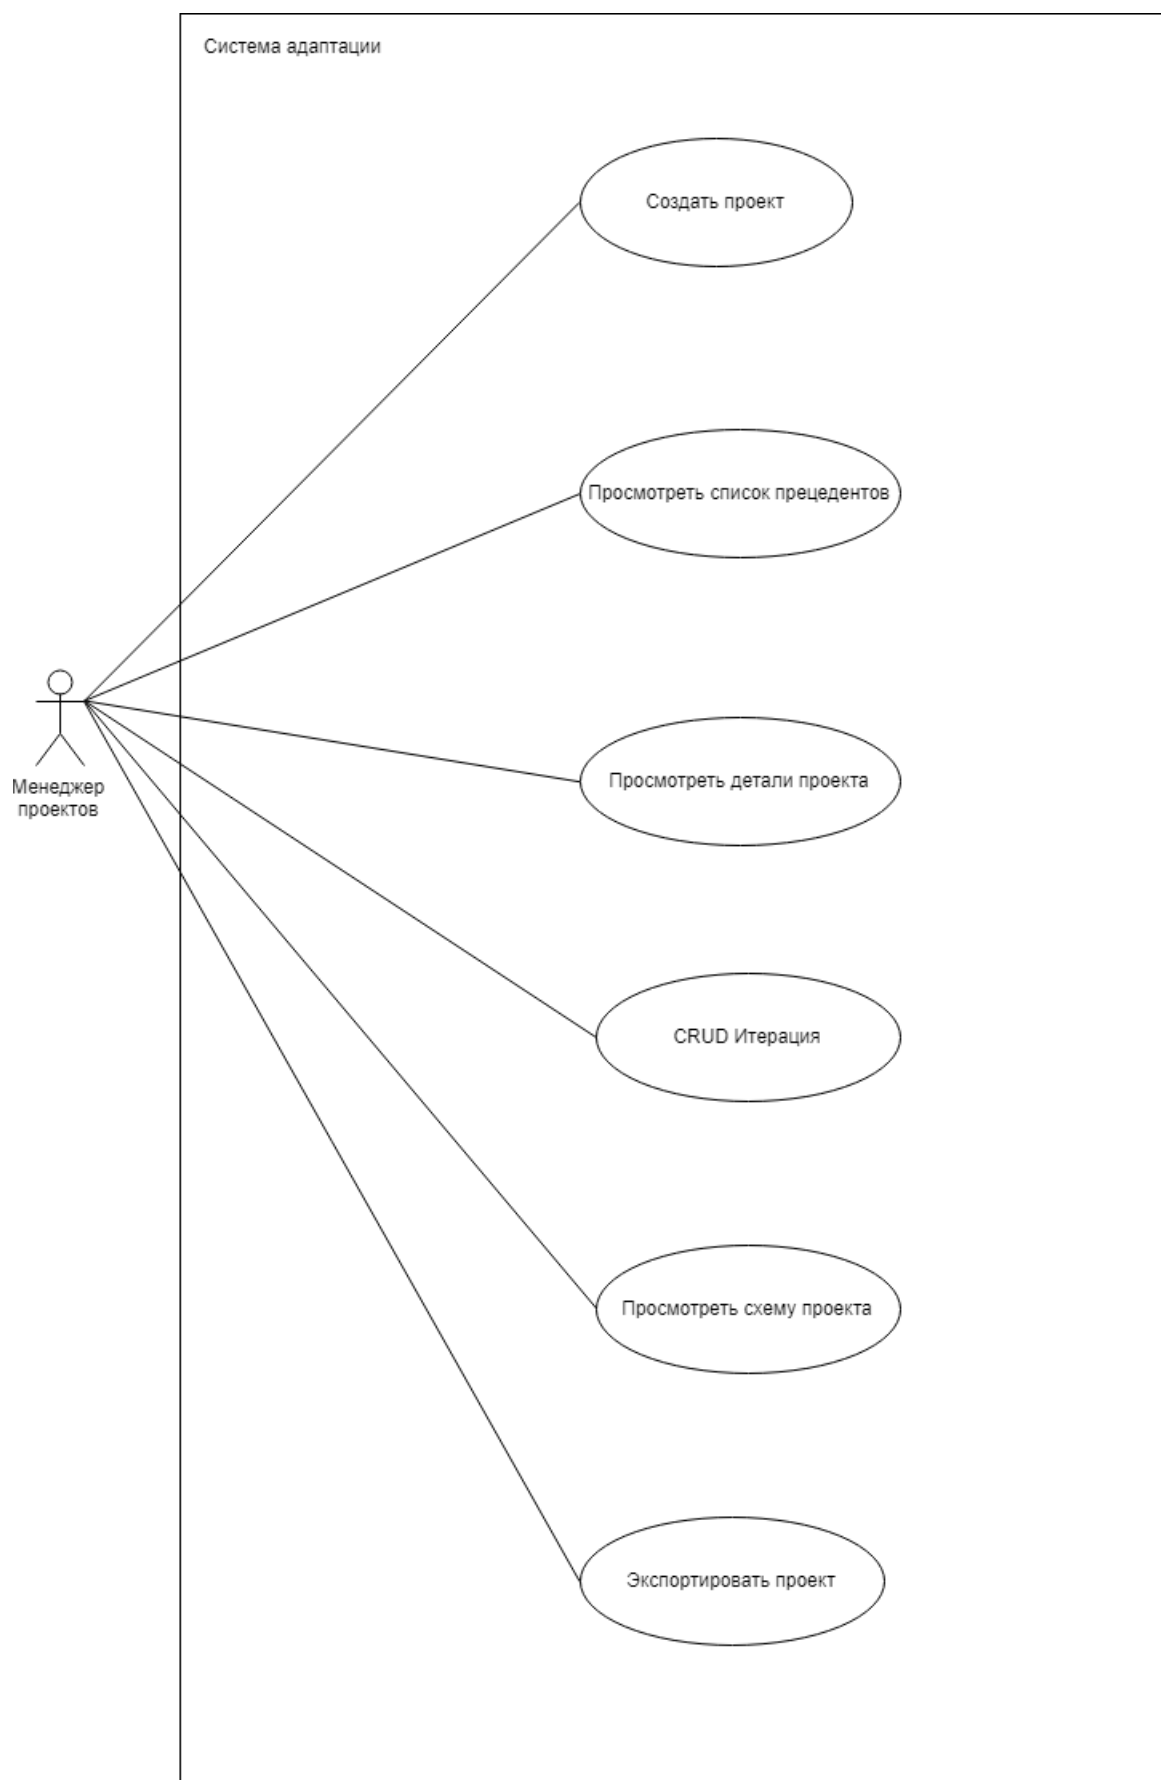 Система адаптации
Создать проект
Просмотреть список прецедентов
Менеджер
проектов
Просмотреть детали проекта
CRUD Итерация
Просмотреть схему проекта
Экспортировать проект